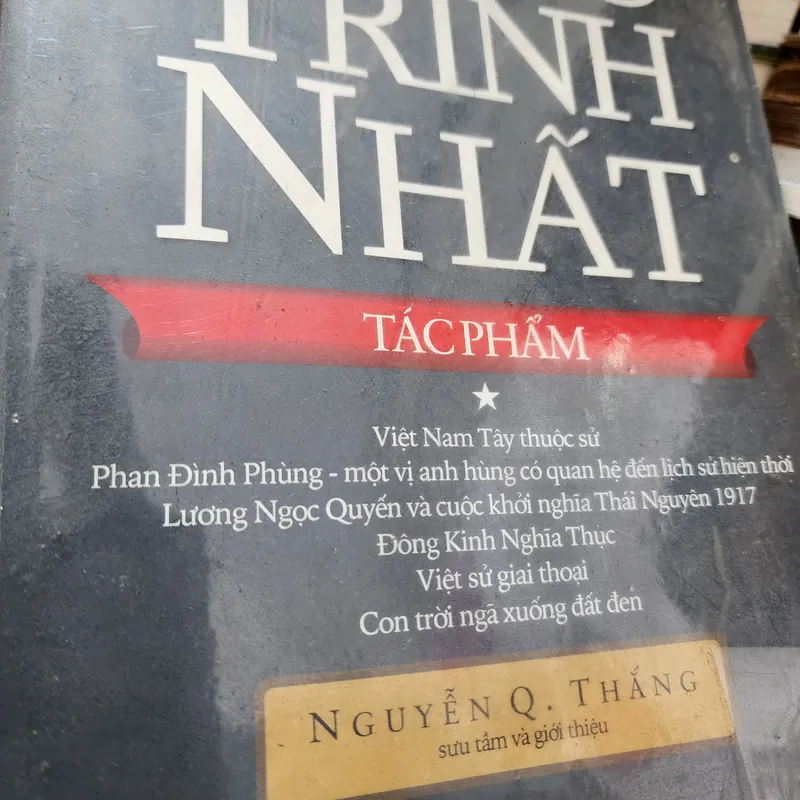 TRINH
NHẤT
TÁC PHẨM
Việt Nam Tây thuộc sử
Phan Đình Phùng - một vị anh hùng có quan hệ đến lịch sử hiện thời
Lương Ngọc Quyến và cuộc khởi nghĩa Thái Nguyên 1917
Đông Kinh Nghĩa Thục
Việt sử giai thoại
Con trời ngã xuống đất đen
NGUYỄN Q. THẮNG
sưu tầm và giới thiệu